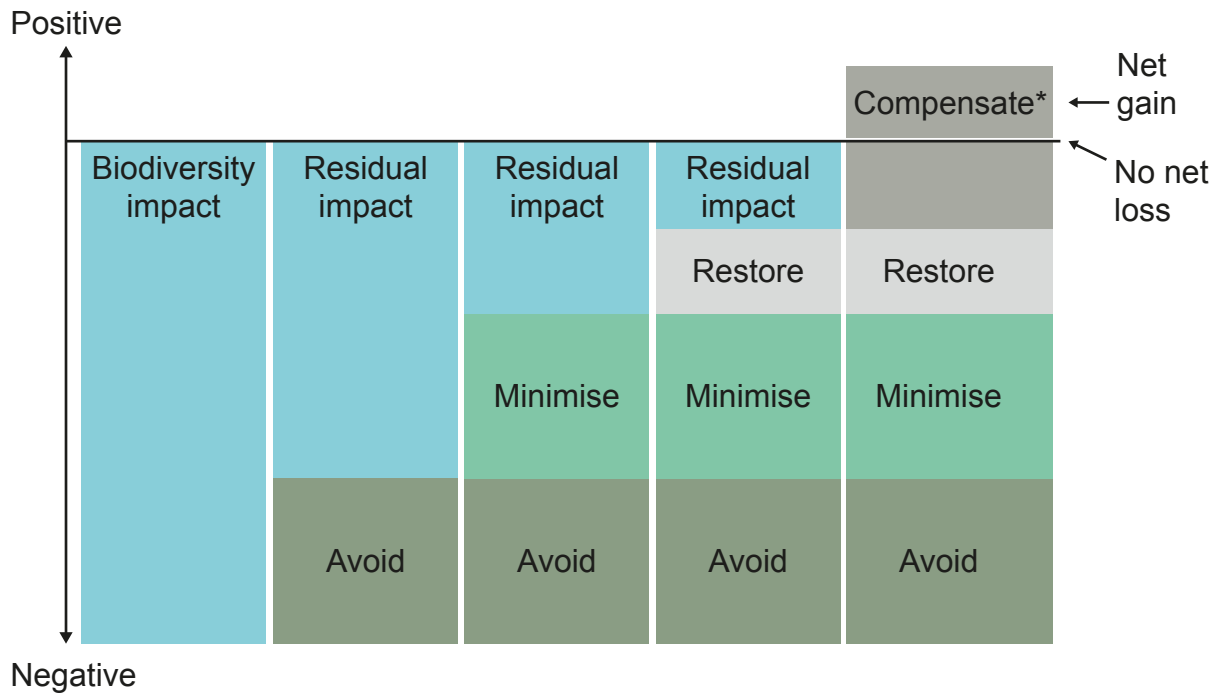 Positive
Compensate*
Net
gain
Biodiversity
impact
Residual
impact
Residual
impact
Residual
impact
No net
loss
Restore
Restore
Minimise
Minimise
Minimise
Avoid
Avoid
Avoid
Avoid
Negative